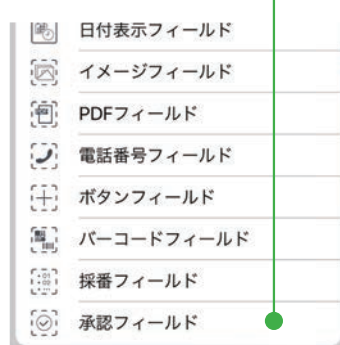 日付表示フィールド
イメージフィールド
PDFフィールド
電話番号フィールド
ボタンフィールド
バーコードフィールド
採番フィールド
承認フィールド